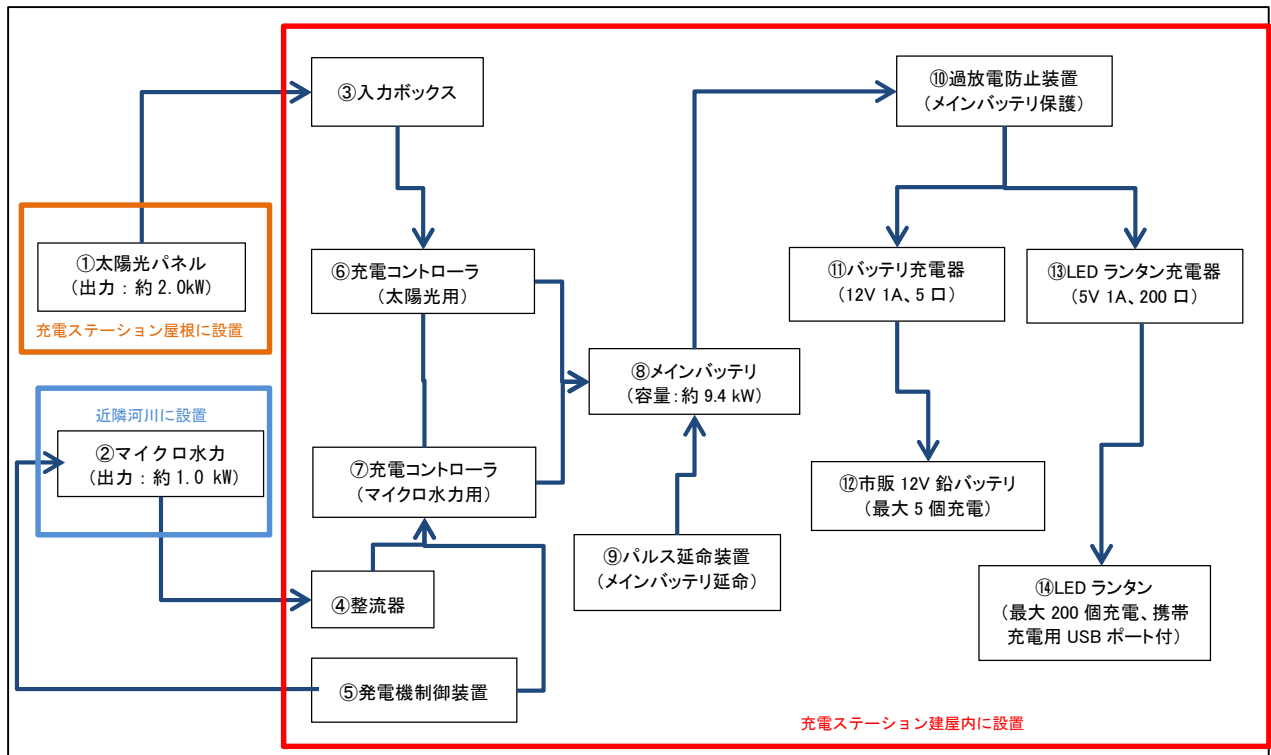 ③入力ボックス
⑩過放電防止装置
(メインバッテリ保護)
①太陽光パネル
(出力：約 2.0kW)
充電ステーション屋根に設置
⑥充電コントローラ
(太陽光用)
⑪バッテリ充電器
(12V 1A、5 口)
⑬LED ランタン充電器
(5V 1A、200 口)
⑧メインバッテリ
(容量：約 9.4 kW)
近隣河川に設置
②マイクロ水力
(出力：約 1.0 kW)
⑦充電コントローラ
(マイクロ水力用)
⑫市販 12V 鉛バッテリ
(最大 5 個充電)
⑨パルス延命装置
(メインバッテリ延命)
④整流器
⑭LED ランタン
(最大 200 個充電、携帯
充電用 USB ポート付)
⑤発電機制御装置
充電ステーション建屋内に設置